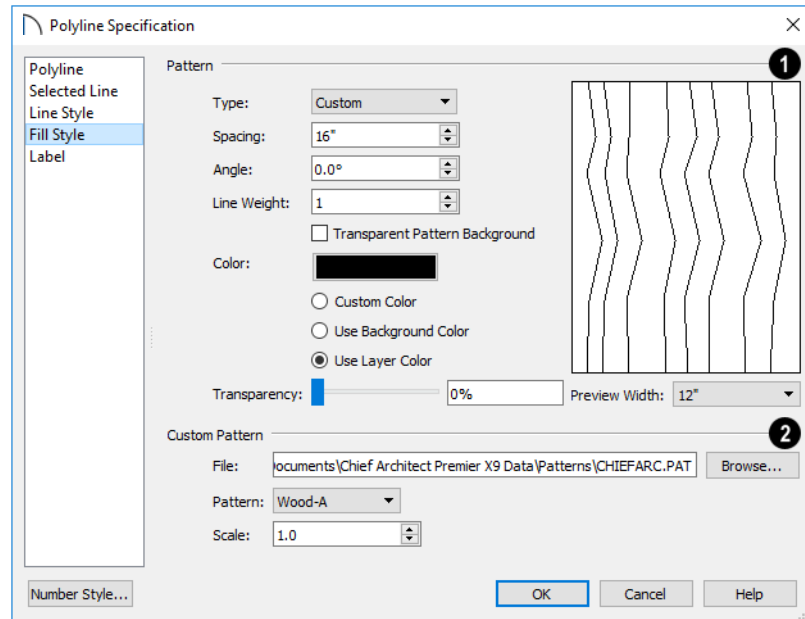 Polyline Specification
Polyline
Selected Line
Line Style
Fill Style
Label
Pattern
1
Type: Custom
Spacing: 16"
Angle: 0.0°
Line Weight: 1
Transparent Pattern Background
Color:
Custom Color
Use Background Color
Use Layer Color
Transparency: 0%
Preview Width: 12"
Custom Pattern
2
File: ocuments\Chief Architect Premier X9 Data\Patterns\CHIEFARC.PAT Browse...
Pattern: Wood-A
Scale: 1.0
Number Style... OK Cancel Help